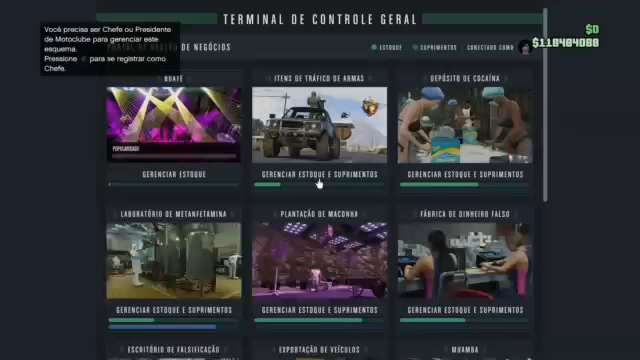 Você precisa ser Chefe ou Presidente
de Motoclube para gerenciar este
esquema.
Pressione para se registrar como
Chefe.
TERMINAL DE CONTROLE GERAL
DE NEGÓCIOS
ESTOQUE
SUPRIMENTOS
CONECTADO COMO
$0
BOATE
ITENS DE TRÁFICO DE ARMAS
DEPÓSITO DE COCAÍNA
POPULARIDADE
GERENCIAR ESTOQUE
GERENCIAR ESTOQUE E SUPRIMENTOS
GERENCIAR ESTOQUE E SUPRIMENTOS
LABORATÓRIO DE METANFETAMINA
PLANTAÇÃO DE MACONHA
FÁBRICA DE DINHEIRO FALSO
GERENCIAR ESTOQUE E SUPRIMENTOS
GERENCIAR ESTOQUE E SUPRIMENTOS
GERENCIAR ESTOQUE E SUPRIMENTOS
ESCRITÓRIO DE FALSIFICAÇÃO
EXPORTAÇÃO DE VEÍCULOS
MUAMBA